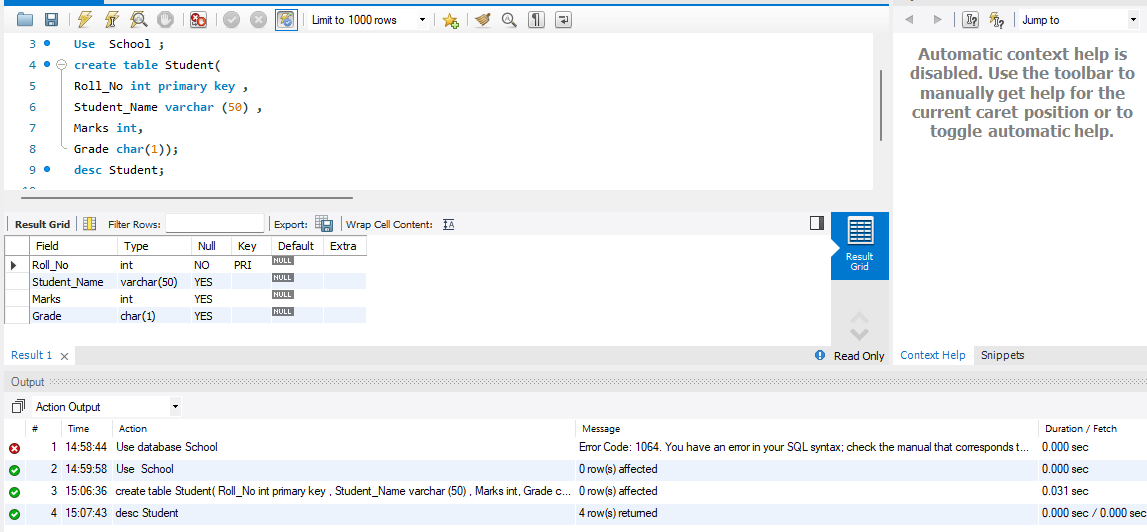 Limit to 1000 rows
Jump to
3 Use School ;
4 create table Student(
5 Roll_No int primary key ,
6 Student_Name varchar (50) ,
7 Marks int,
8 Grade char(1));
9 desc Student;
Automatic context help is
disabled. Use the toolbar to
manually get help for the
current caret position or to
toggle automatic help.
Result Grid Filter Rows: Export: Wrap Cell Content:
Field Type Null Key Default Extra
Roll_No int NO PRI NULL
Student_Name varchar(50) YES NULL
Marks int YES NULL
Grade char(1) YES NULL
Result
Grid
Result 1
Read Only
Context Help Snippets
Output
Action Output
# Time Action Message Duration / Fetch
1 14:58:44 Use database School Error Code: 1064. You have an error in your SQL syntax; check the manual that corresponds t... 0.000 sec
2 14:59:58 Use School 0 row(s) affected 0.000 sec
3 15:06:36 create table Student( Roll_No int primary key , Student_Name varchar (50) , Marks int, Grade c... 0 row(s) affected 0.031 sec
4 15:07:43 desc Student 4 row(s) returned 0.000 sec / 0.000 sec